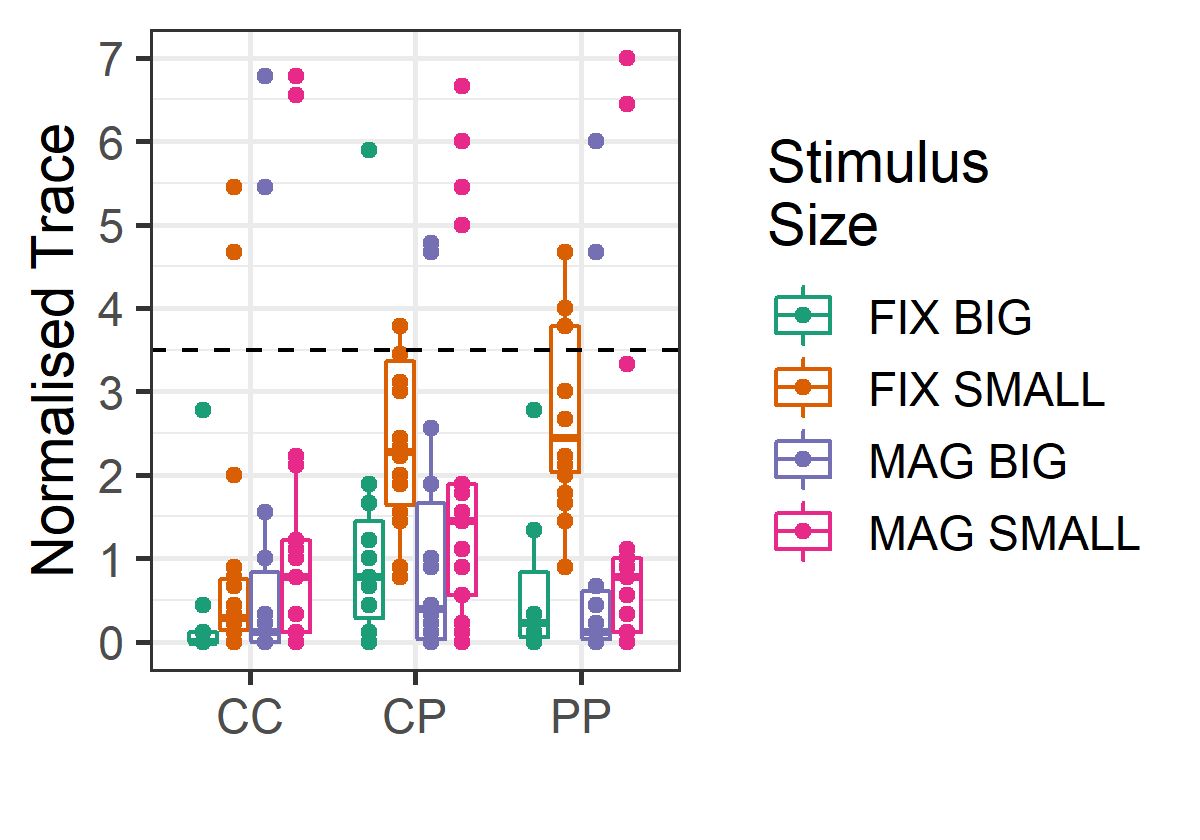 Normalised Trace
7
6
5
4
3
2
1
0
CC CP PP
Stimulus
Size
FIX BIG
FIX SMALL
MAG BIG
MAG SMALL